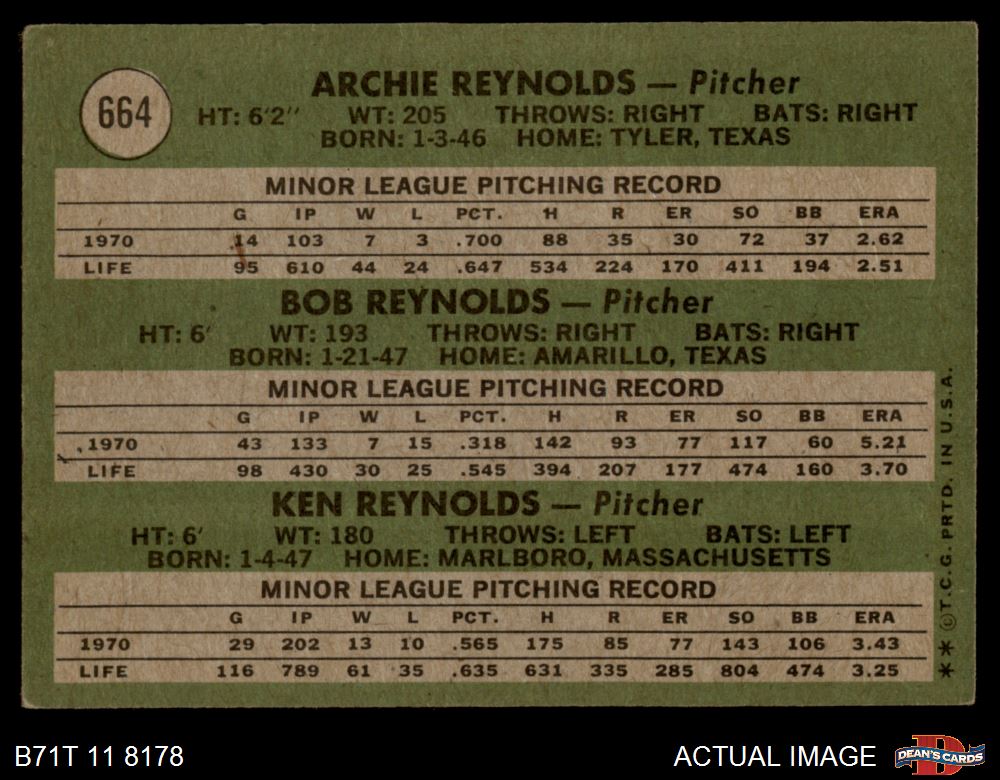 664
ARCHIE REYNOLDS — Pitcher
HT: 6'2" WT: 205 THROWS: RIGHT BATS: RIGHT
BORN: 1-3-46 HOME: TYLER, TEXAS
MINOR LEAGUE PITCHING RECORD
G IP W L PCT. H R ER SO BB ERA
1970 14 103 7 3 .700 88 35 30 72 37 2.62
LIFE 95 610 44 24 .647 534 224 170 411 194 2.51
BOB REYNOLDS — Pitcher
HT: 6' WT: 193 THROWS: RIGHT BATS: RIGHT
BORN: 1-21-47 HOME: AMARILLO, TEXAS
MINOR LEAGUE PITCHING RECORD
G IP W L PCT. H R ER SO BB ERA
1970 43 133 7 15 .318 142 93 77 117 60 5.21
LIFE 98 430 30 25 .545 394 207 177 474 160 3.70
KEN REYNOLDS — Pitcher
HT: 6' WT: 180 THROWS: LEFT BATS: LEFT
BORN: 1-4-47 HOME: MARLBORO, MASSACHUSETTS
MINOR LEAGUE PITCHING RECORD
G IP W L PCT. H R ER SO BB ERA
1970 29 202 13 10 .565 175 85 77 143 106 3.43
LIFE 116 789 61 35 .635 631 335 285 804 474 3.25
** ©T.C.G. PRTD. IN U.S.A.
B71T 11 8178
ACTUAL IMAGE
D
DEAN'S CARDS